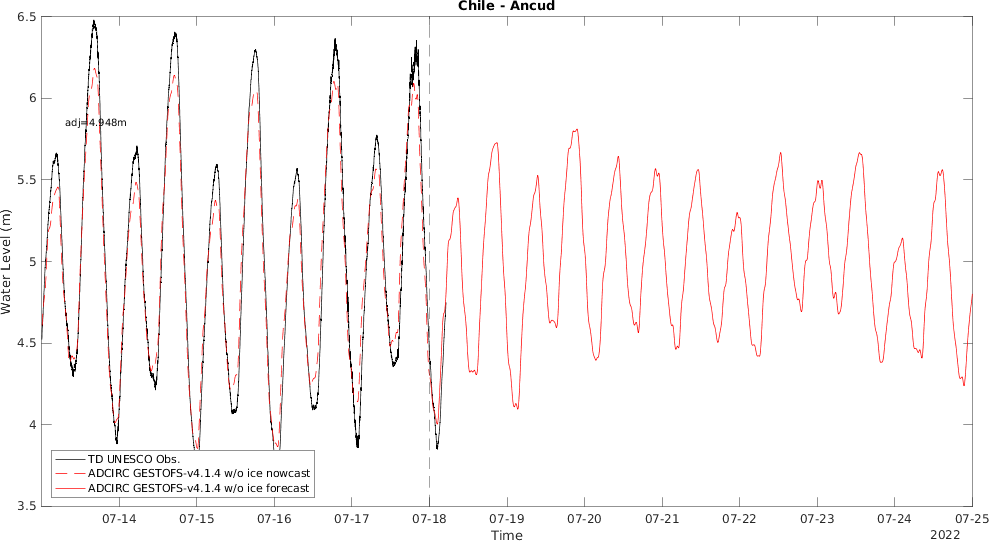 Chile - Ancud
6.5
6
adj=4.948m
5.5
Water Level (m)
5
4.5
4
TD UNESCO Obs.
ADCIRC GESTOFS-v4.1.4 w/o ice nowcast
ADCIRC GESTOFS-v4.1.4 w/o ice forecast
3.5
07-14 07-15 07-16 07-17 07-18 07-19 07-20 07-21 07-22 07-23 07-24 07-25
Time
2022